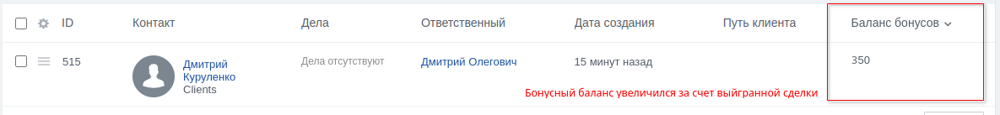 ID Контакт Дела Ответственный Дата создания Путь клиента Баланс бонусов
515 Дмитрий Куруленко Clients Дела отсутствуют Дмитрий Олегович 15 минут назад 350
Бонусный баланс увеличился за счет выйгранной сделки